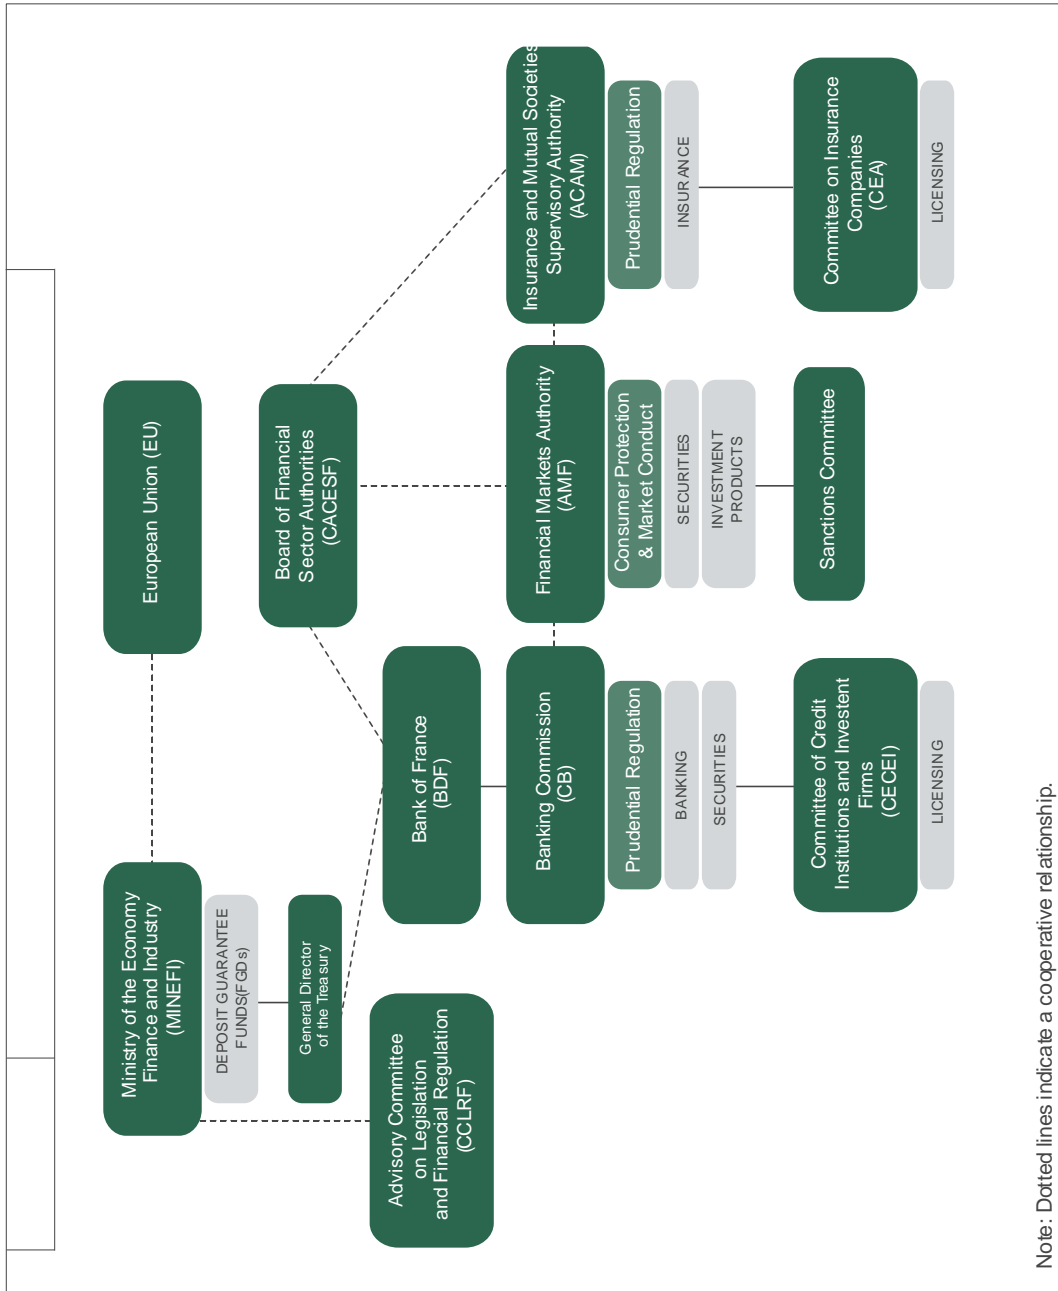 Ministry of the Economy
Finance and Industry
(MINEFI)
DEPOSIT GUARANTEE
FUNDS(FGDs)
General Director
of the Treasury
European Union (EU)
Board of Financial
Sector Authorities
(CACESF)
Advisory Committee
on Legislation
and Financial Regulation
(CCLRF)
Bank of France
(BDF)
Banking Commission
(CB)
Prudential Regulation
BANKING
SECURITIES
Committee of Credit
Institutions and Investent
Firms
(CECEI)
LICENSING
Financial Markets Authority
(AMF)
Consumer Protection
& Market Conduct
SECURITIES
INVESTMENT
PRODUCTS
Sanctions Committee
Insurance and Mutual Societies
Supervisory Authority
(ACAM)
Prudential Regulation
INSURANCE
Committee on Insurance
Companies
(CEA)
LICENSING
Note: Dotted lines indicate a cooperative relationship.